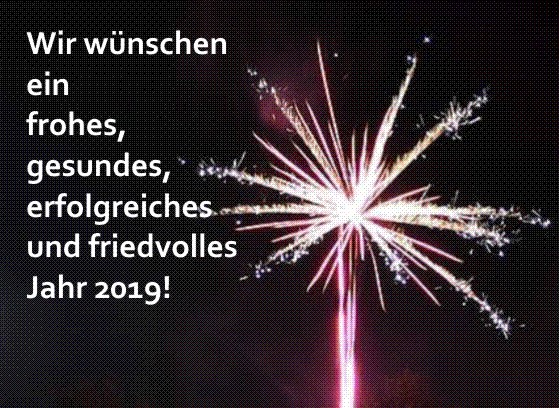 Wir wünschen
ein
frohes,
gesundes,
erfolgreiches
und friedvolles
Jahr 2019!